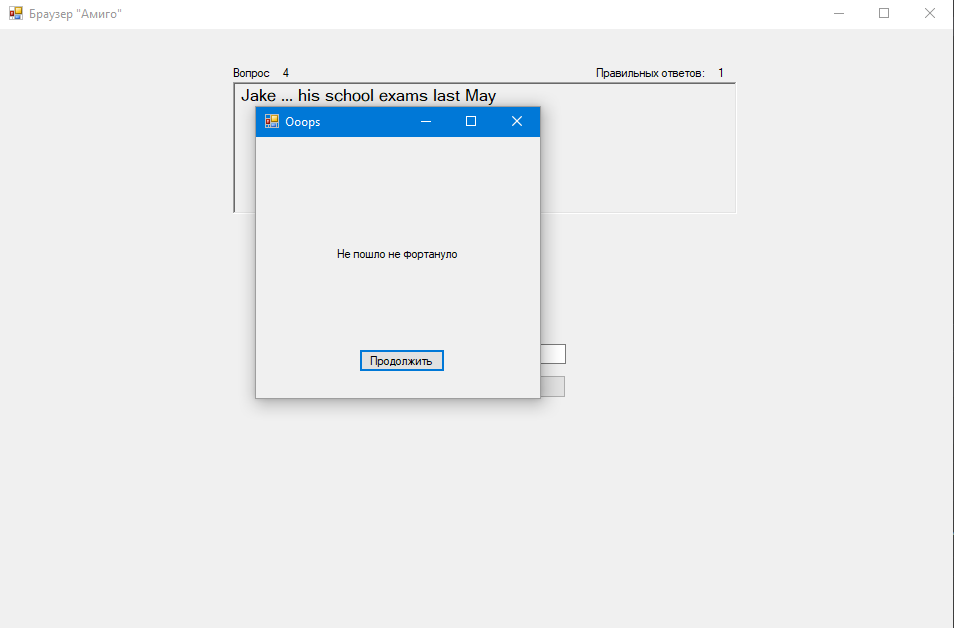 Браузер "Амиго"
Вопрос 4 Правильных ответов: 1
Jake ... his school exams last May
Ooops
Не пошло не фортануло
Продолжить